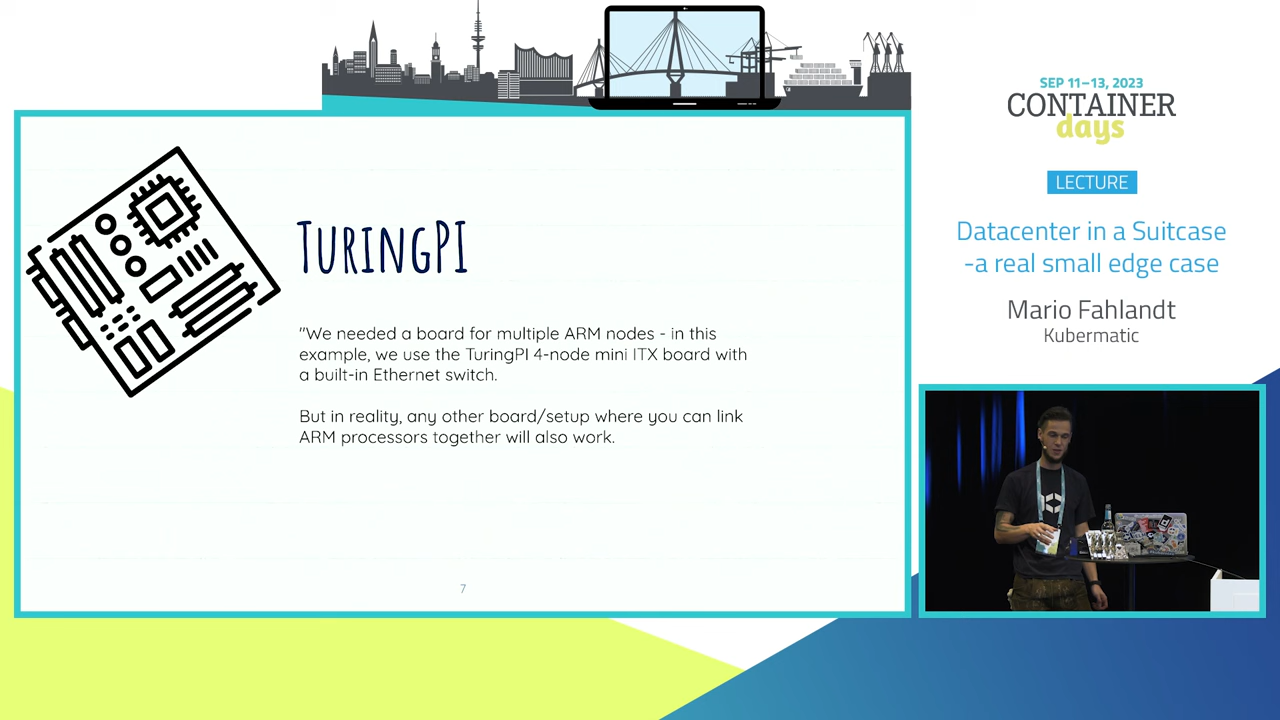 SEP 11–13, 2023
CONTAINER
days
LECTURE
Datacenter in a Suitcase
-a real small edge case
Mario Fahlandt
Kubermatic
TURINGPI
"We needed a board for multiple ARM nodes - in this
example, we use the TuringPI 4-node mini ITX board with
a built-in Ethernet switch.
But in reality, any other board/setup where you can link
ARM processors together will also work.
7